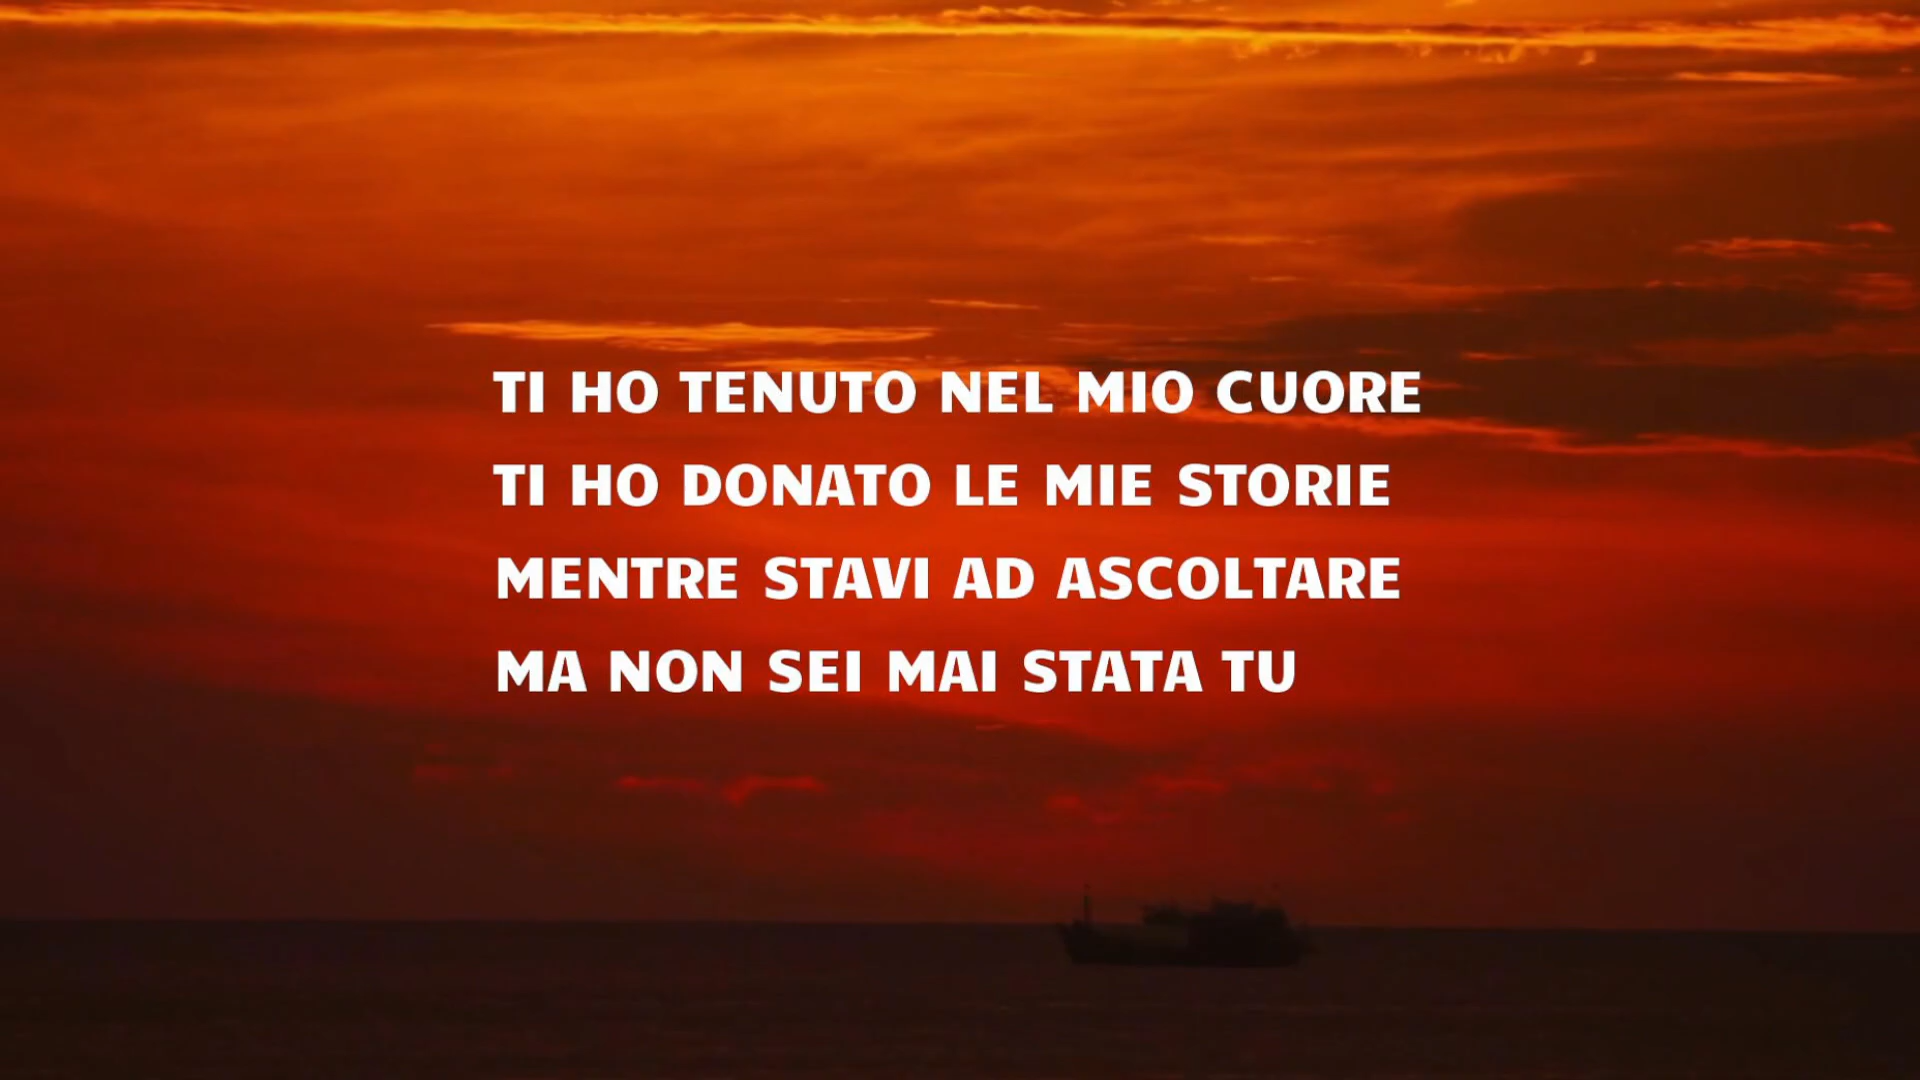 TI HO TENUTO NEL MIO CUORE
TI HO DONATO LE MIE STORIE
MENTRE STAVI AD ASCOLTARE
MA NON SEI MAI STATA TU